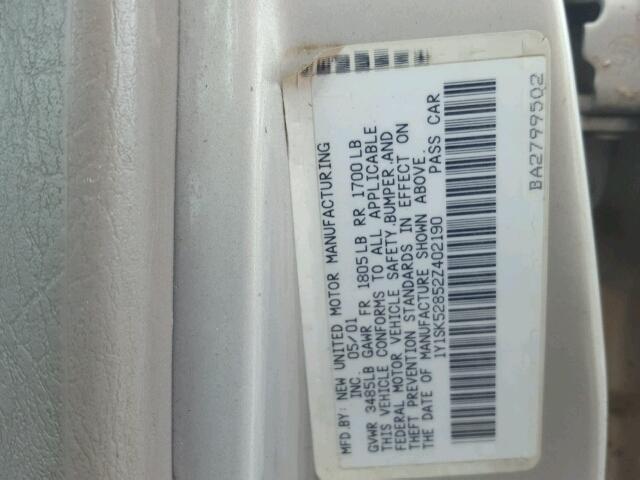 MFD.BY: NEW UNITED MOTOR MANUFACTURING
INC. 05/01
GVWR 3485LB GAWR FR 1805LB RR 1700LB
THIS VEHICLE CONFORMS TO ALL APPLICABLE
FEDERAL MOTOR VEHICLE SAFETY,BUMPER,AND
THEFT PREVENTION STANDARDS IN EFFECT ON
THE DATE OF MANUFACTURE SHOWN ABOVE.
1Y1SK52852Z402190 PASS CAR
BA2799502